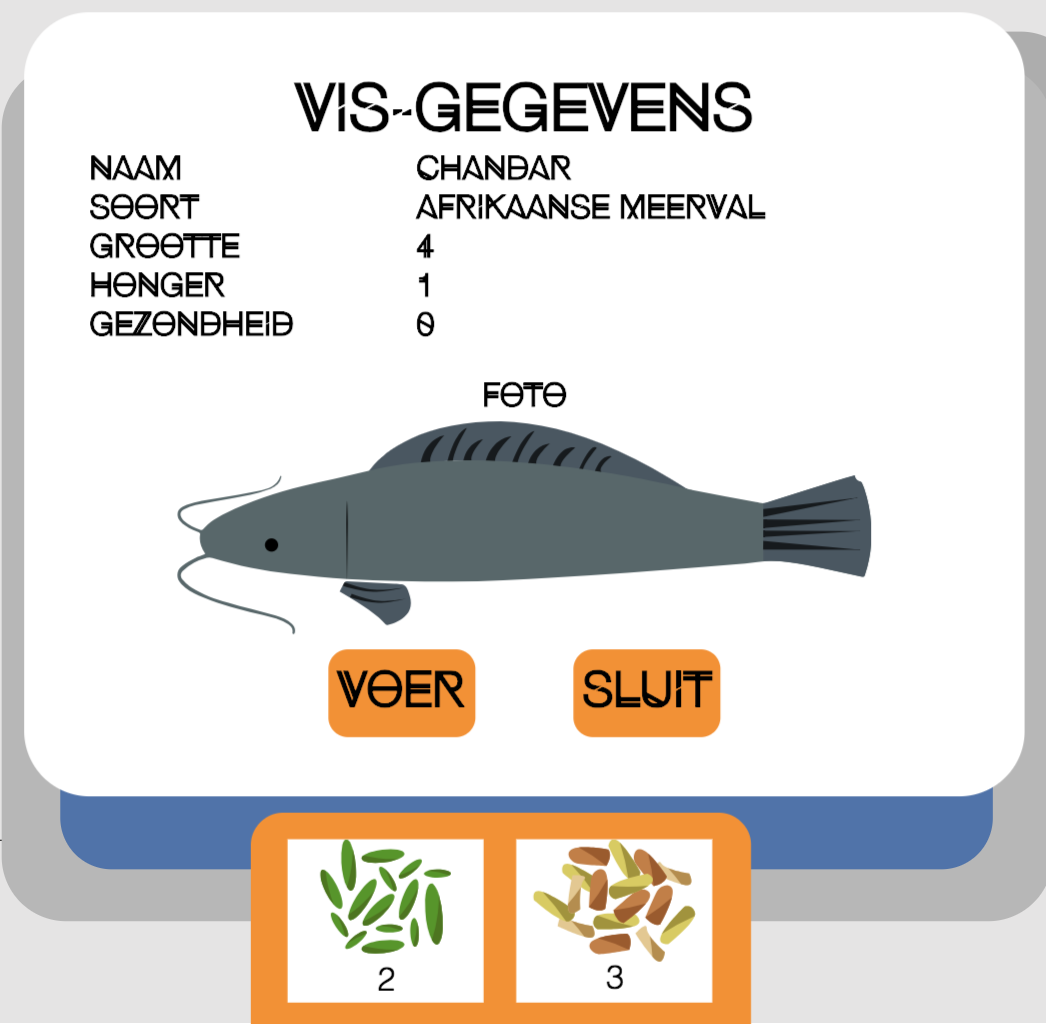 VIS-GEGEVENS
NAAM CHANDAR
SOORT AFRIKAANSE MEERVAL
GROOTTE 4
HONGER 1
GEZONDHEID 0
FOTO
VOER SLUIT
2 3